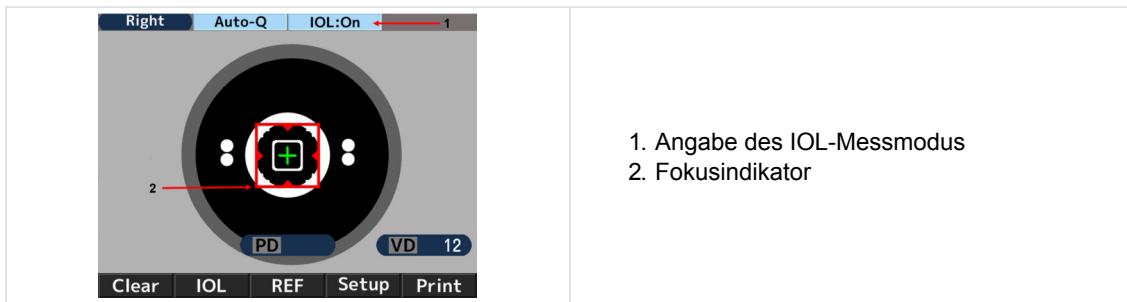 Right Auto-Q IOL:On 1
2
PD VD 12
Clear IOL REF Setup Print
1. Angabe des IOL-Messmodus
2. Fokusindikator